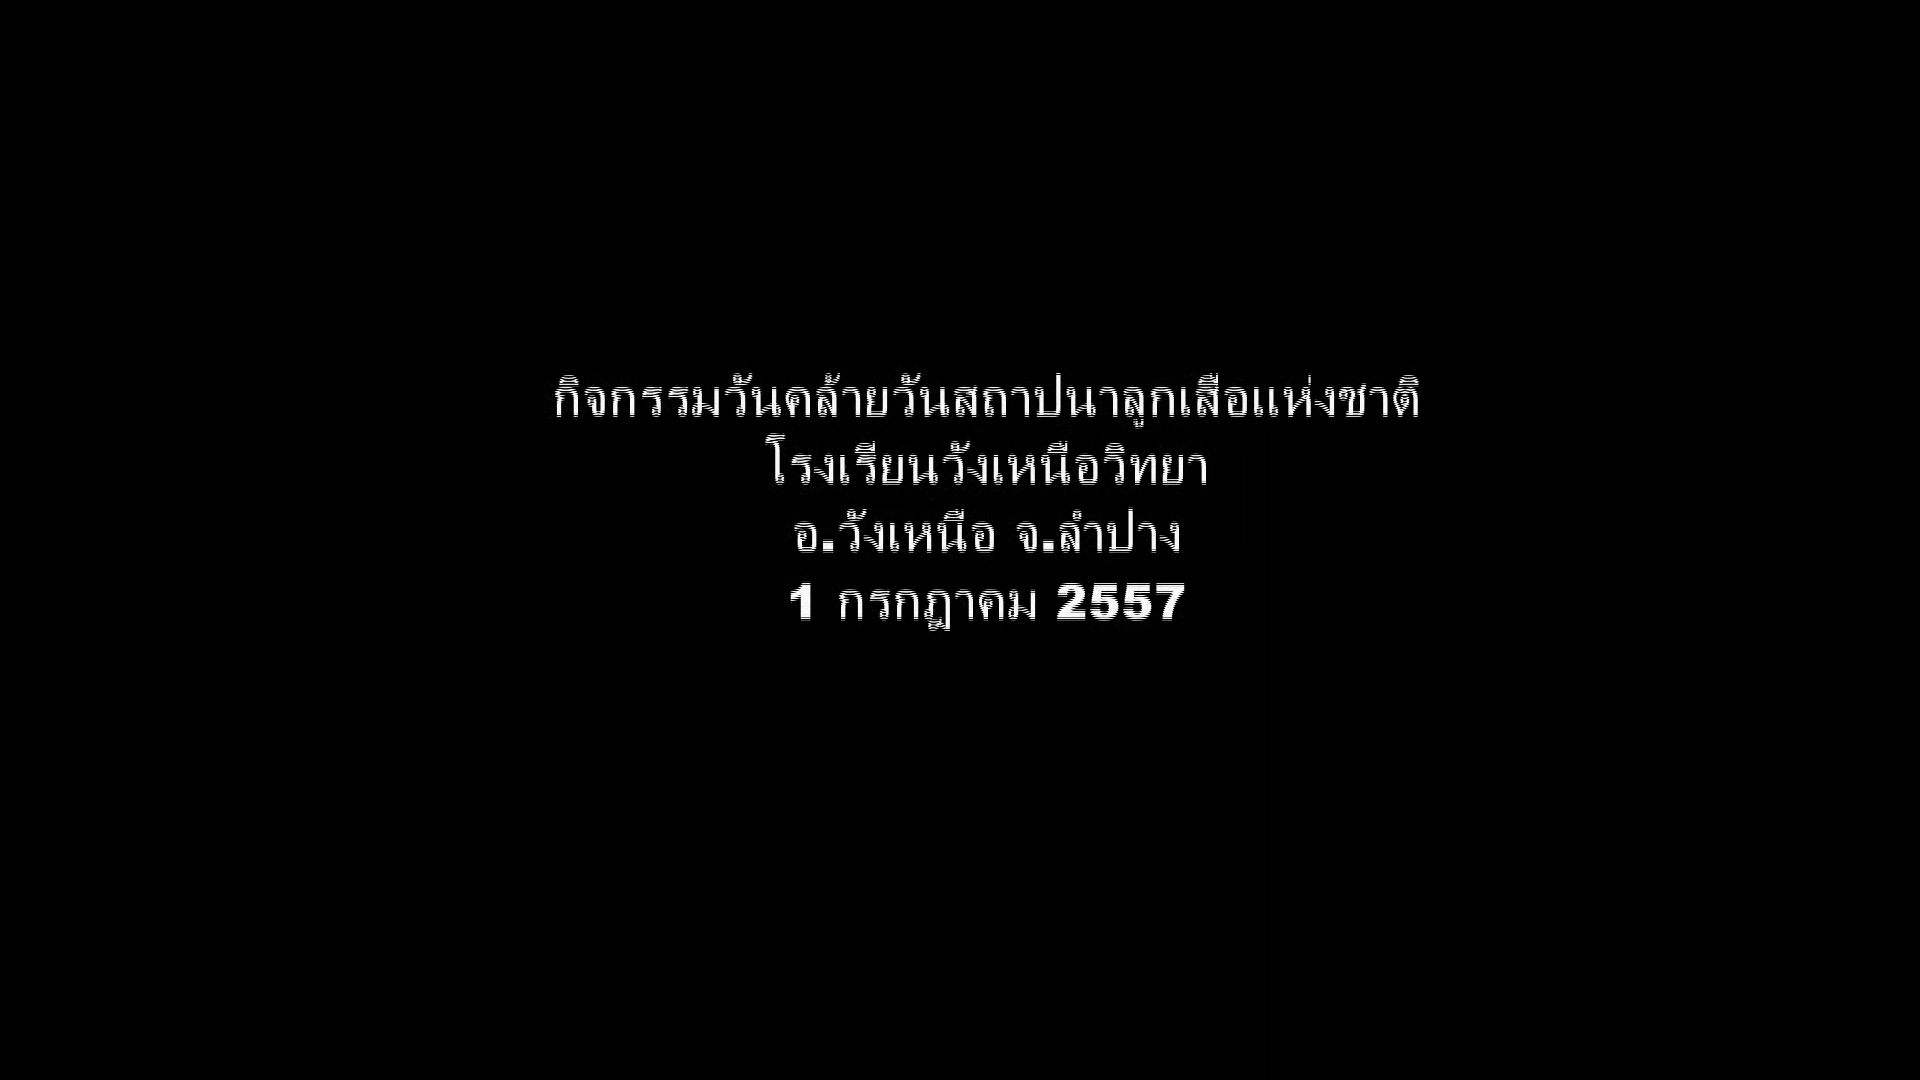 กิจกรรมวันคล้ายวันสถาปนาลูกเสือแห่งชาติ
โรงเรียนวังเหนือวิทยา
อ.วังเหนือ จ.ลำปาง
1 กรกฎาคม 2557